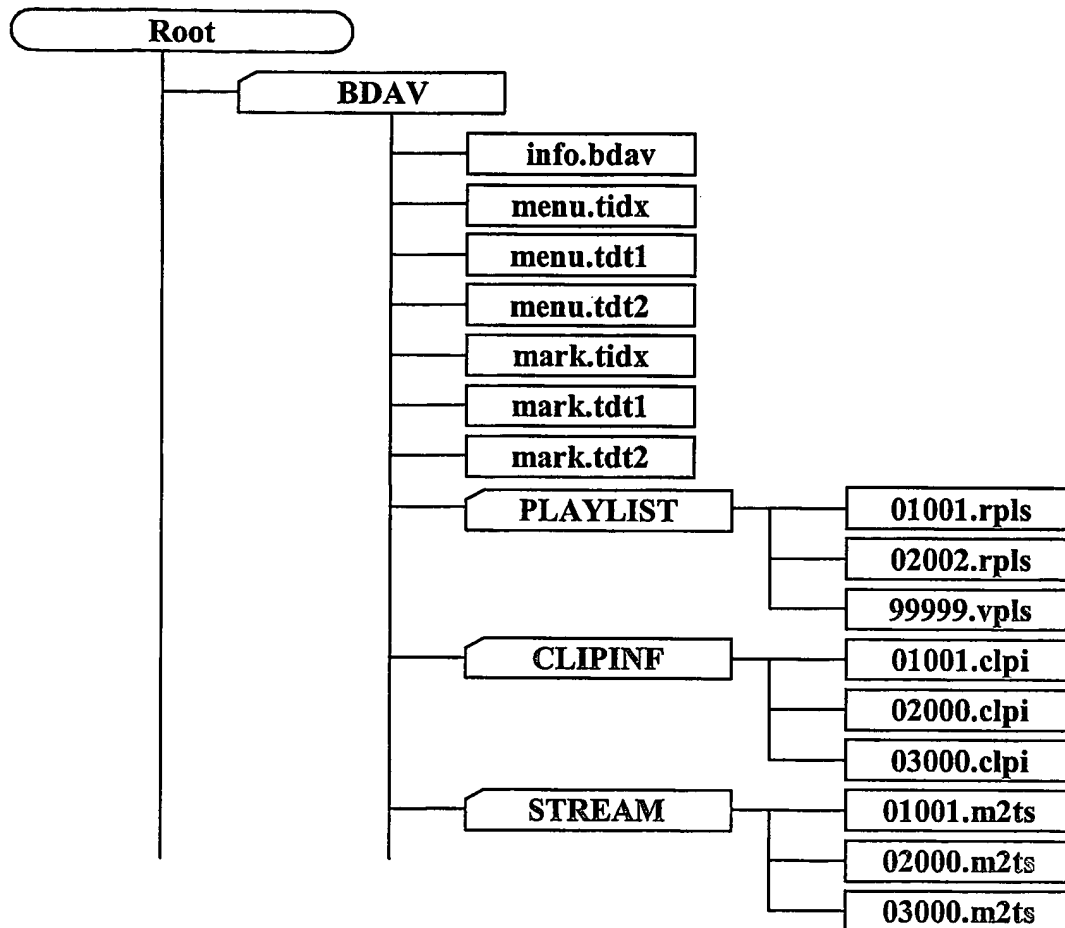 Root
BDAV
info.bdav
menu.tidx
menu.tdt1
menu.tdt2
mark.tidx
mark.tdt1
mark.tdt2
PLAYLIST
01001.rpls
02002.rpls
99999.vpls
CLIPINF
01001.clpi
02000.clpi
03000.clpi
STREAM
01001.m2ts
02000.m2ts
03000.m2ts